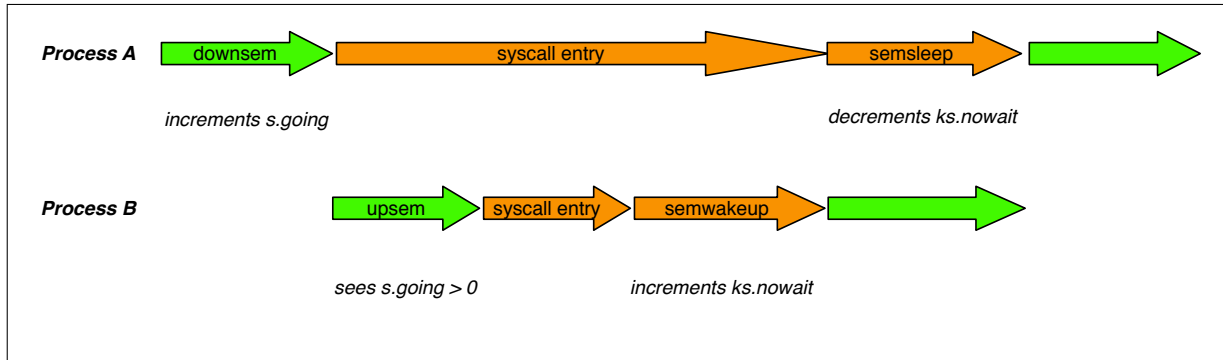 Process A downsem syscall entry semsleep
increments s.going decrements ks.nowait
Process B upsem syscall entry semwakeup
sees s.going > 0 increments ks.nowait